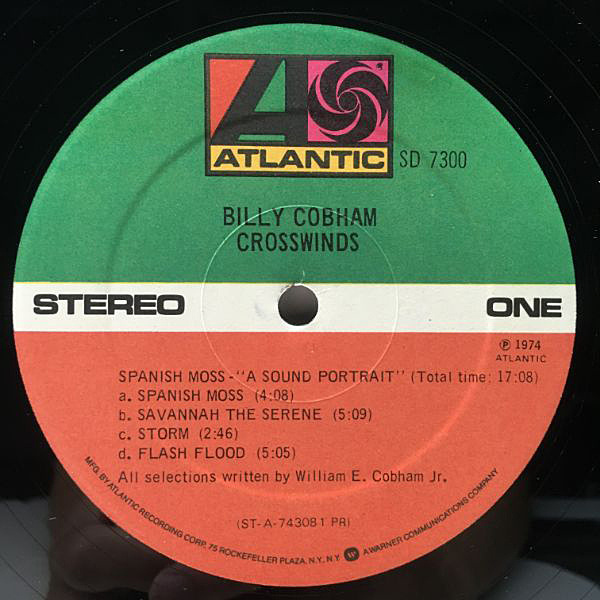 ATLANTIC
SD 7300
BILLY COBHAM
CROSSWINDS
STEREO
ONE
℗ 1974
ATLANTIC
SPANISH MOSS-"A SOUND PORTRAIT" (Total time: 17:08)
a. SPANISH MOSS (4:08)
b. SAVANNAH THE SERENE (5:09)
c. STORM (2:46)
d. FLASH FLOOD (5:05)
All selections written by William E. Cobham Jr.
(ST-A-743081 PR)
MFG. BY ATLANTIC RECORDING CORP. 75 ROCKEFELLER PLAZA, N.Y., N.Y. A WARNER COMMUNICATIONS COMPANY